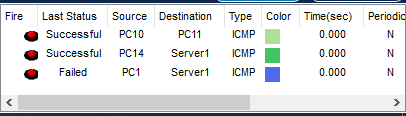 Fire Last Status Source Destination Type Color Time(sec) Periodic
Successful PC10 PC11 ICMP 0.000 N
Successful PC14 Server1 ICMP 0.000 N
Failed PC1 Server1 ICMP 0.000 N